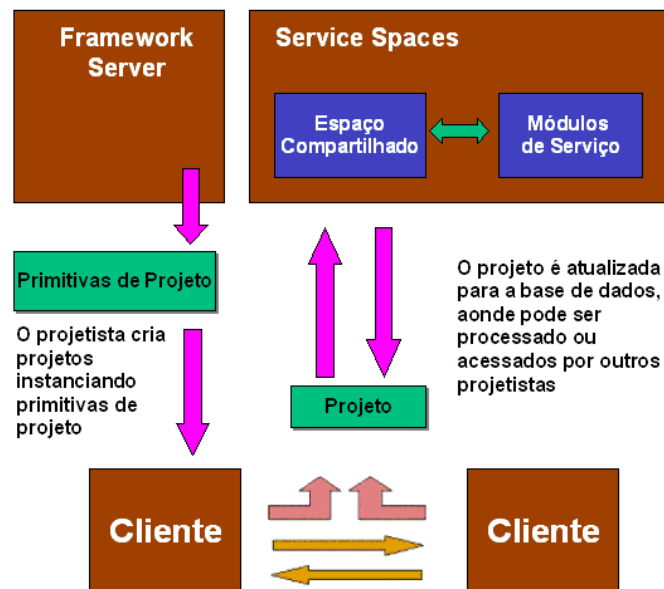 Framework
Server
Service Spaces
Espaço
Compartilhado
Módulos
de Serviço
Primitivas de Projeto
O projetista cria
projetos
instanciando
primitivas de
projeto
O projeto é atualizada
para a base de dados,
aonde pode ser
processado ou
acessados por outros
projetistas
Projeto
Cliente
Cliente